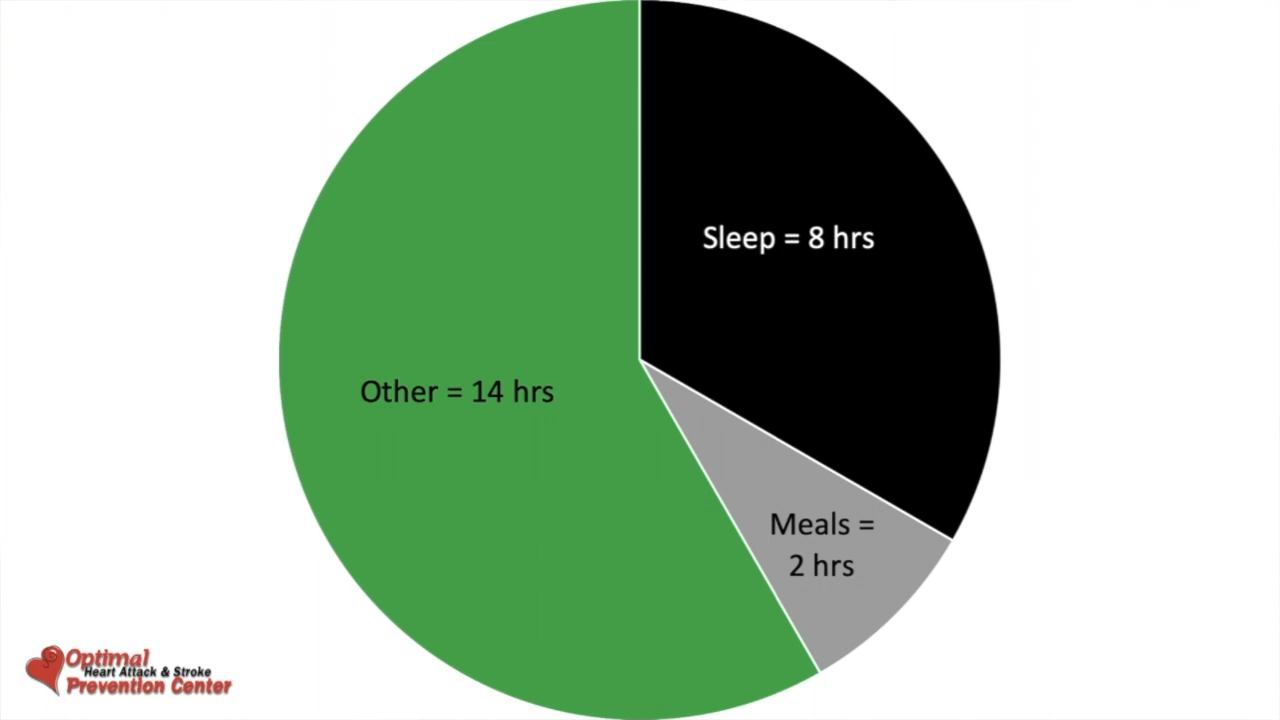 Sleep = 8 hrs
Other = 14 hrs
Meals =
2 hrs
Optimal
Heart Attack & Stroke
Prevention Center